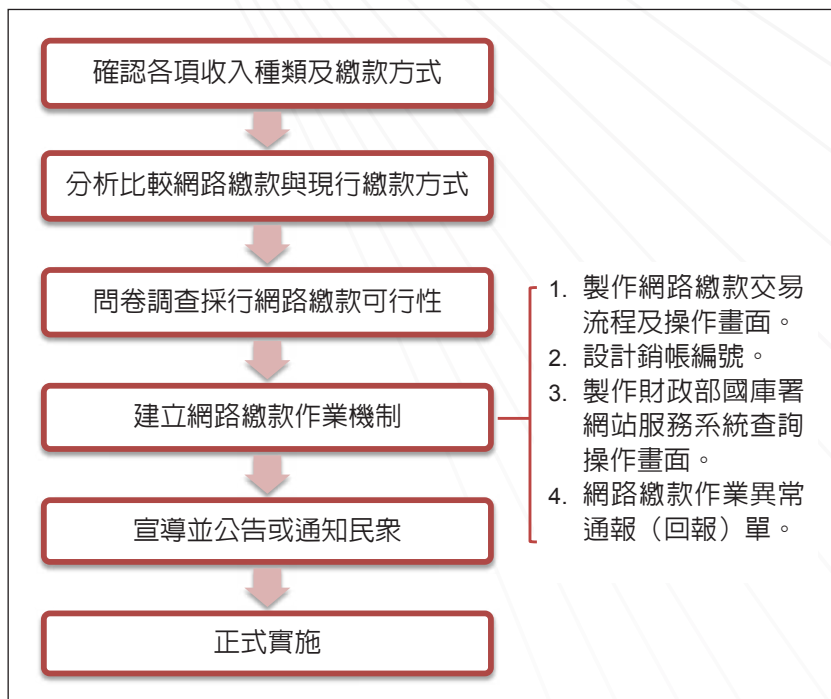 確認各項收入種類及繳款方式
分析比較網路繳款與現行繳款方式
問卷調查採行網路繳款可行性
建立網路繳款作業機制
宣導並公告或通知民眾
正式實施
1. 製作網路繳款交易
流程及操作畫面。
2. 設計銷帳編號。
3. 製作財政部國庫署
網站服務系統查詢
操作畫面。
4. 網路繳款作業異常
通報（回報）單。